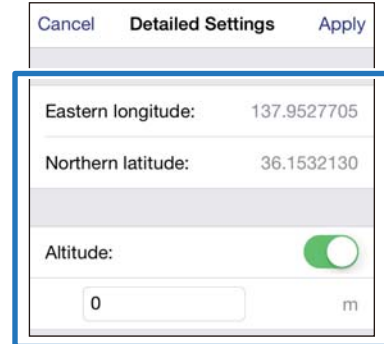 Cancel Detailed Settings Apply
Eastern longitude: 137.9527705
Northern latitude: 36.1532130
Altitude:
0 m